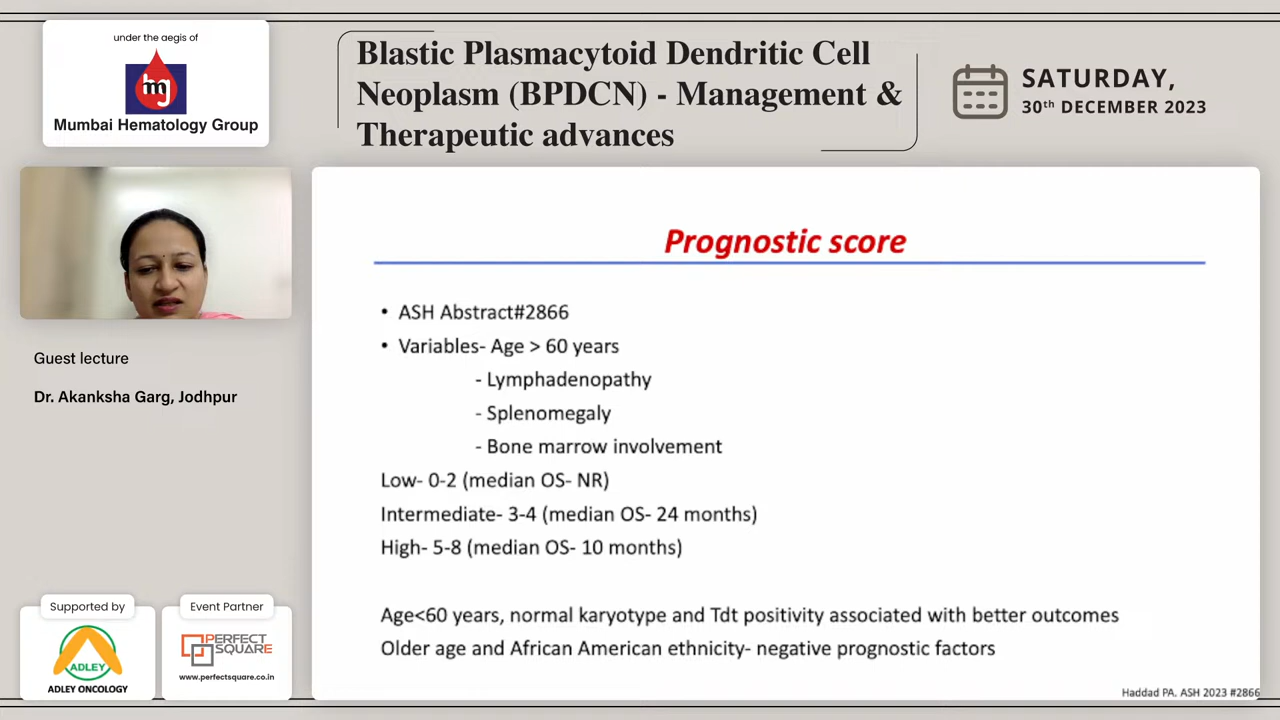 under the aegis of
hmg
Mumbai Hematology Group
Blastic Plasmacytoid Dendritic Cell
Neoplasm (BPDCN) - Management &
Therapeutic advances
SATURDAY,
30th DECEMBER 2023
Guest lecture
Dr. Akanksha Garg, Jodhpur
Prognostic score
• ASH Abstract#2866
• Variables- Age > 60 years
- Lymphadenopathy
- Splenomegaly
- Bone marrow involvement
Low- 0-2 (median OS- NR)
Intermediate- 3-4 (median OS- 24 months)
High- 5-8 (median OS- 10 months)
Age<60 years, normal karyotype and Tdt positivity associated with better outcomes
Older age and African American ethnicity- negative prognostic factors
Haddad PA. ASH 2023 #2866
Supported by
ADLEY
ADLEY ONCOLOGY
Event Partner
PERFECT
SQUARE
www.perfectsquare.co.in